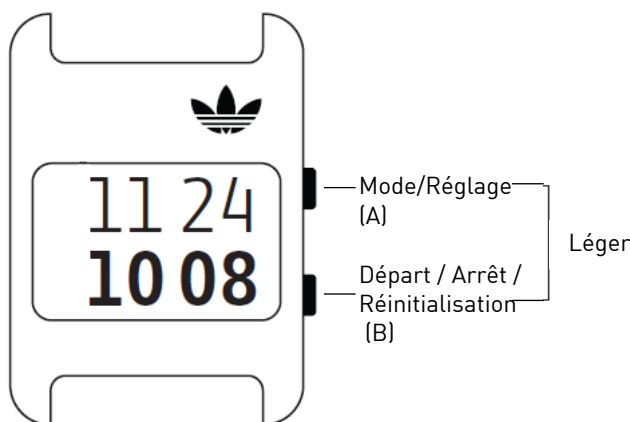 11 24
10 08
Mode/Réglage
(A)
Léger
Départ / Arrêt /
Réinitialisation
(B)